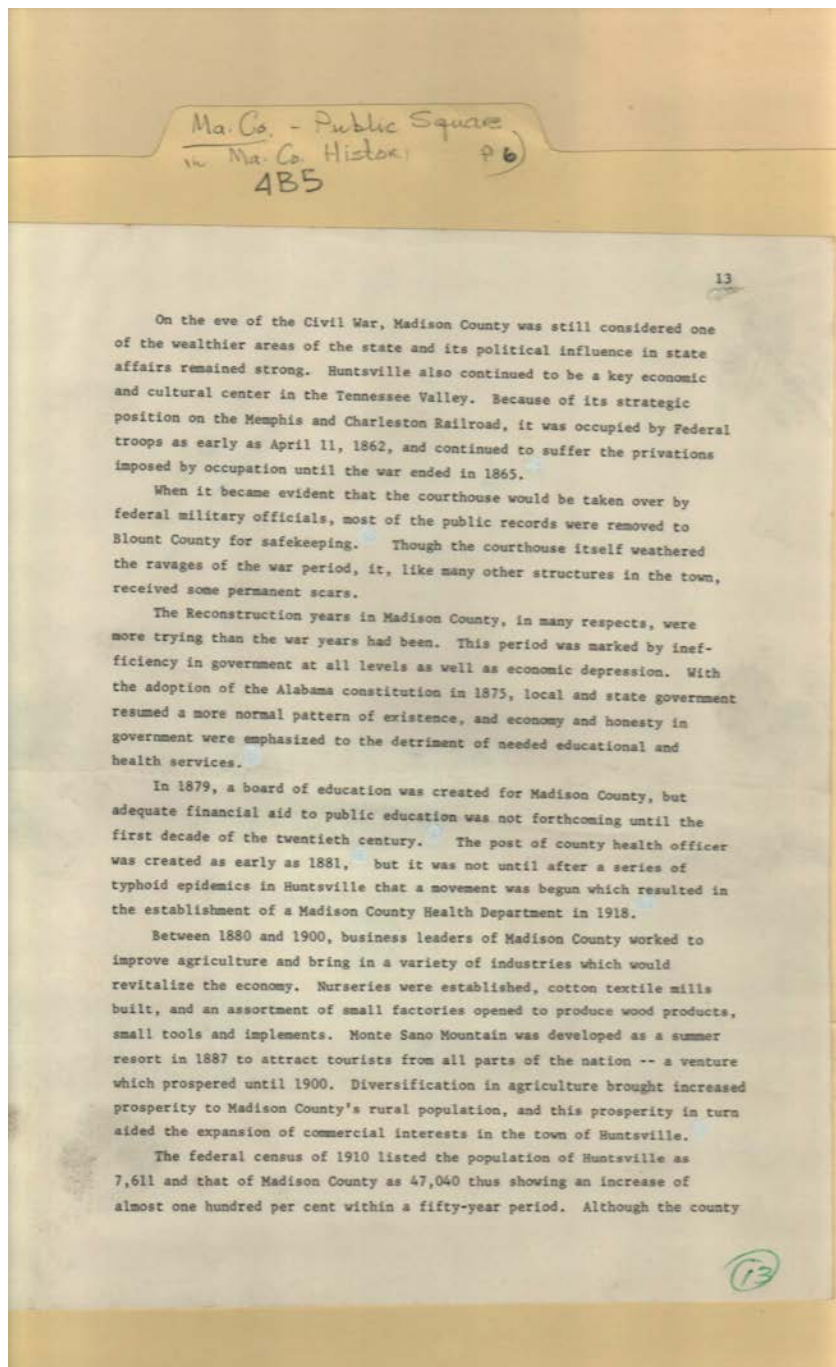 Ma. Co. - Public Square
in Ma. Co. Histor P 6)
4B5
13
On the eve of the Civil War, Madison County was still considered one
of the wealthier areas of the state and its political influence in state
affairs remained strong. Huntsville also continued to be a key economic
and cultural center in the Tennessee Valley. Because of its strategic
position on the Memphis and Charleston Railroad, it was occupied by Federal
troops as early as April 11, 1862, and continued to suffer the privations
imposed by occupation until the war ended in 1865.
When it became evident that the courthouse would be taken over by
federal military officials, most of the public records were removed to
Blount County for safekeeping. Though the courthouse itself weathered
the ravages of the war period, it, like many other structures in the town,
received some permanent scars.
The Reconstruction years in Madison County, in many respects, were
more trying than the war years had been. This period was marked by inef-
ficiency in government at all levels as well as economic depression. With
the adoption of the Alabama constitution in 1875, local and state government
resumed a more normal pattern of existence, and economy and honesty in
government were emphasized to the detriment of needed educational and
health services.
In 1879, a board of education was created for Madison County, but
adequate financial aid to public education was not forthcoming until the
first decade of the twentieth century. The post of county health officer
was created as early as 1881, but it was not until after a series of
typhoid epidemics in Huntsville that a movement was begun which resulted in
the establishment of a Madison County Health Department in 1918.
Between 1880 and 1900, business leaders of Madison County worked to
improve agriculture and bring in a variety of industries which would
revitalize the economy. Nurseries were established, cotton textile mills
built, and an assortment of small factories opened to produce wood products,
small tools and implements. Monte Sano Mountain was developed as a summer
resort in 1887 to attract tourists from all parts of the nation -- a venture
which prospered until 1900. Diversification in agriculture brought increased
prosperity to Madison County's rural population, and this prosperity in turn
aided the expansion of commercial interests in the town of Huntsville.
The federal census of 1910 listed the population of Huntsville as
7,611 and that of Madison County as 47,040 thus showing an increase of
almost one hundred per cent within a fifty-year period. Although the county
13